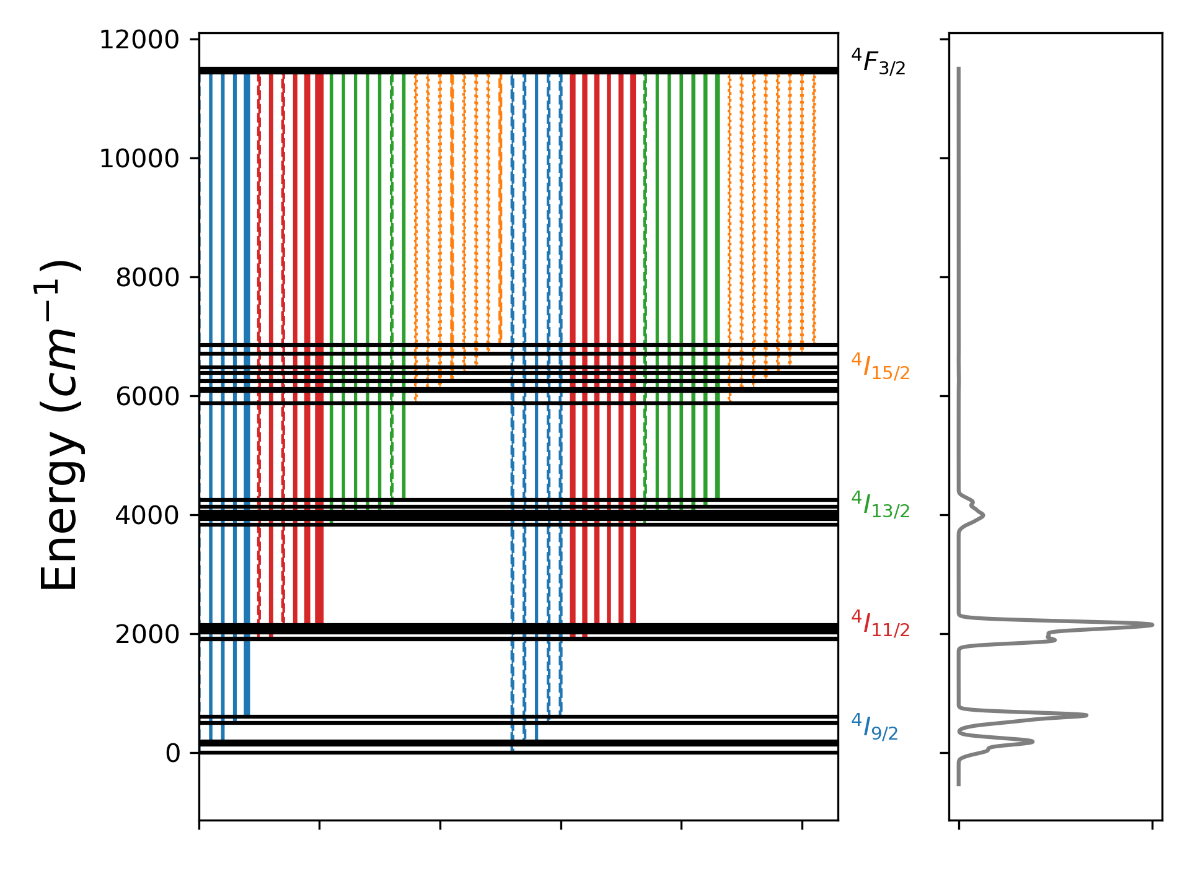 12000
10000
8000
6000
4000
2000
0
Energy (cm⁻¹)
⁴F₃/₂
⁴I₁₅/₂
⁴I₁₃/₂
⁴I₁₁/₂
⁴I₉/₂